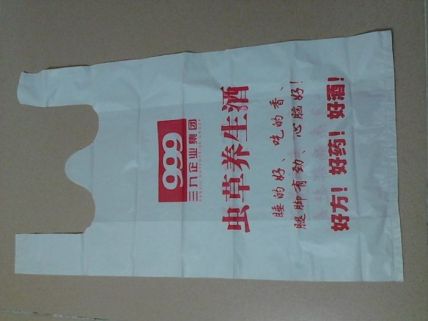 999
三九企业集团
虫草养生酒
睡的好、吃的香、
腿脚有劲、心脑好！
好方！好药！好酒！